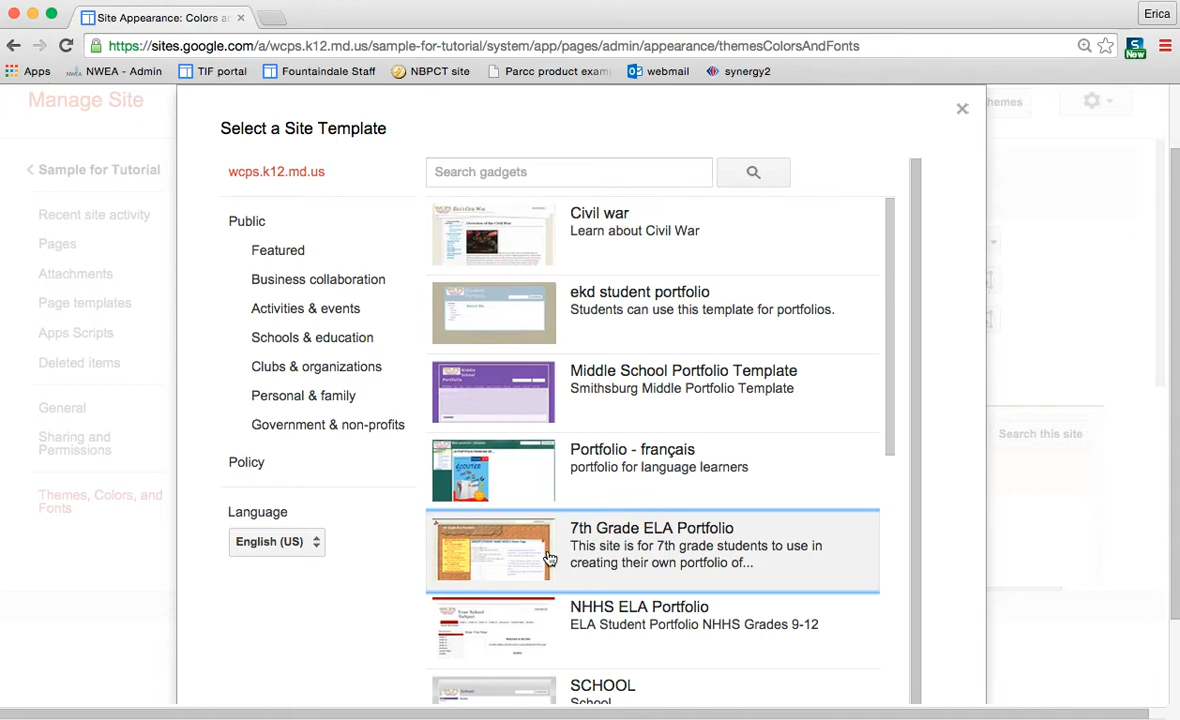 Site Appearance: Colors an
Erica
https://sites.google.com/a/wcps.k12.md.us/sample-for-tutorial/system/app/pages/admin/appearance/themesColorsAndFonts
New
Apps
NWEA - Admin
TIF portal
Fountaindale Staff
NBPCT site
Parcc product exam
webmail
synergy2
Manage Site
hemes
Select a Site Template
Sample for Tutorial
wcps.k12.md.us
Search gadgets
Recent site activity
Pages
Attachments
Page templates
Apps Scripts
Deleted items
General
Sharing and
Permissions
Themes, Colors, and
Fonts
Public
Featured
Business collaboration
Activities & events
Schools & education
Clubs & organizations
Personal & family
Government & non-profits
Policy
Language
English (US)
Civil war
Learn about Civil War
ekd student portfolio
Students can use this template for portfolios.
Middle School Portfolio Template
Smithsburg Middle Portfolio Template
Portfolio - français
portfolio for language learners
7th Grade ELA Portfolio
This site is for 7th grade students to use in
creating their own portfolio of...
NHHS ELA Portfolio
ELA Student Portfolio NHHS Grades 9-12
SCHOOL
School
Search this site